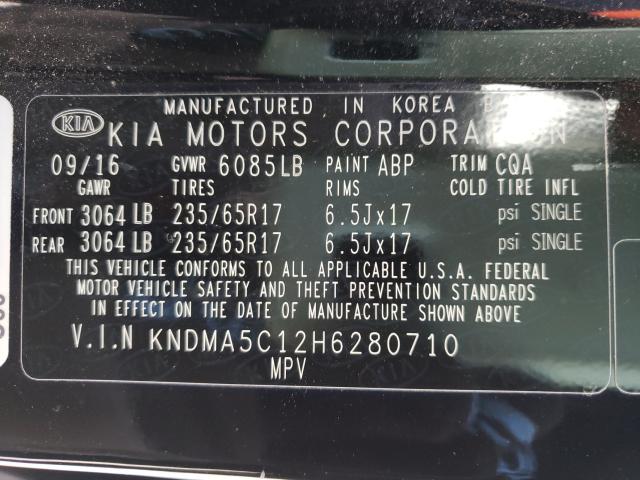 MANUFACTURED IN KOREA B
KIA KIA MOTORS CORPORATION
09/16 GVWR 6085LB PAINT ABP TRIM CQA
GAWR TIRES RIMS COLD TIRE INFL
FRONT 3064 LB 235/65R17 6.5Jx17 psi SINGLE
REAR 3064 LB 235/65R17 6.5Jx17 psi SINGLE
THIS VEHICLE CONFORMS TO ALL APPLICABLE U.S.A. FEDERAL
MOTOR VEHICLE SAFETY AND THEFT PREVENTION STANDARDS
IN EFFECT ON THE DATE OF MANUFACTURE SHOWN ABOVE.
V.I.N KNDMA5C12H6280710
MPV